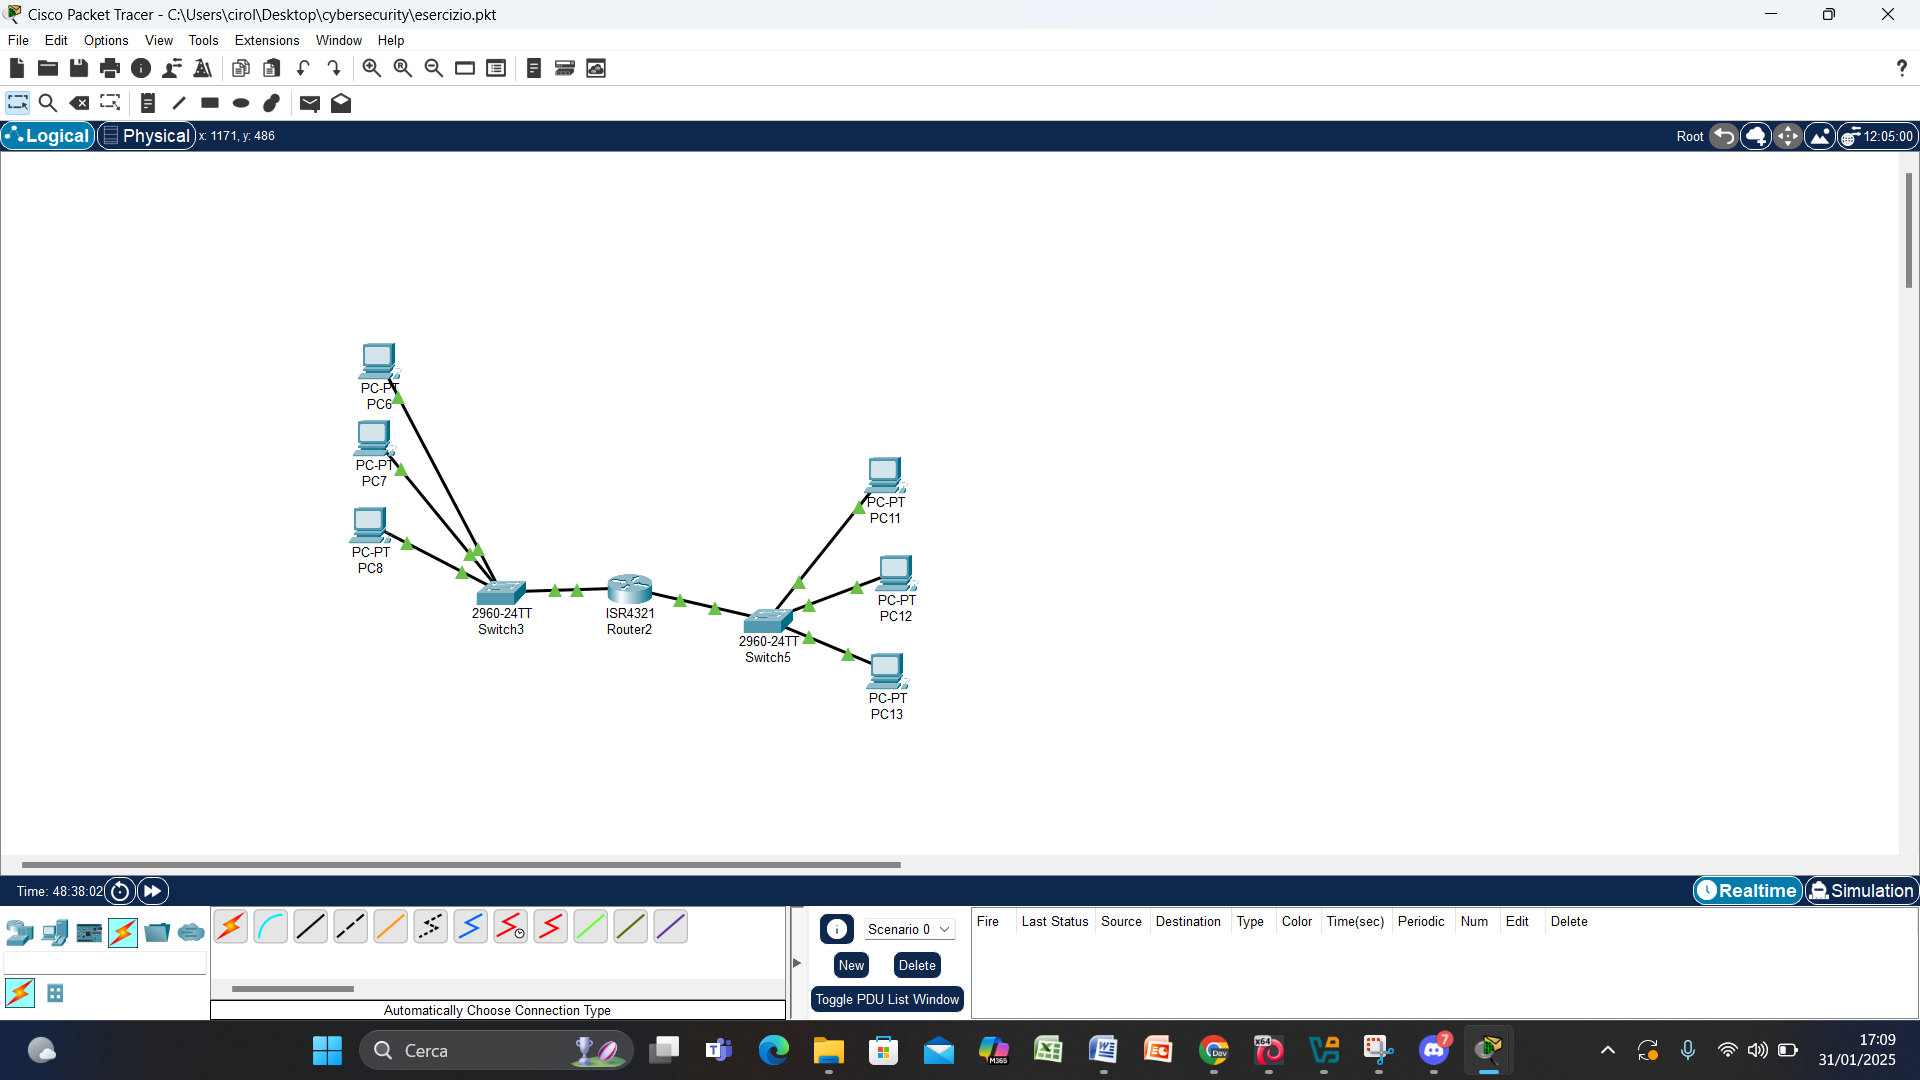 Cisco Packet Tracer - C:\Users\cirol\Desktop\cybersecurity\esercizio.pkt
File Edit Options View Tools Extensions Window Help
?
Logical Physical x: 1171, y: 486 Root 12:05:00
PC-PT
PC6
PC-PT
PC7
PC-PT
PC8
PC-PT
PC11
PC-PT
PC12
2960-24TT
Switch3
ISR4321
Router2
2960-24TT
Switch5
PC-PT
PC13
Time: 48:38:02 Realtime Simulation
Scenario 0
New Delete
Toggle PDU List Window
Fire Last Status Source Destination Type Color Time(sec) Periodic Num Edit Delete
Automatically Choose Connection Type
Cerca
M365
Dev
x64
7
17:09
31/01/2025